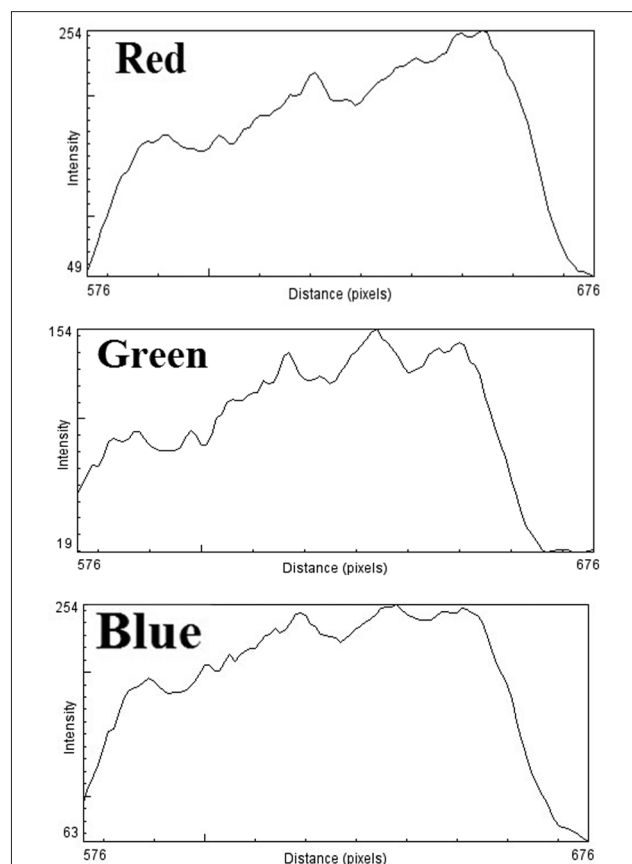 254
Red
Intensity
49
576
676
Distance (pixels)
154
Green
Intensity
19
576
676
Distance (pixels)
254
Blue
Intensity
63
576
676
Distance (pixels)